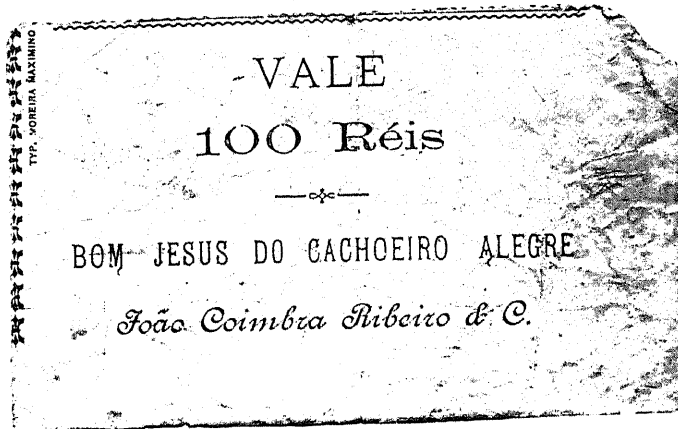 VALE
100 Réis
BOM JESUS DO CACHOEIRO ALEGRE
João Coimbra Ribeiro & C.
TYP. MOREIRA MAXIMINO